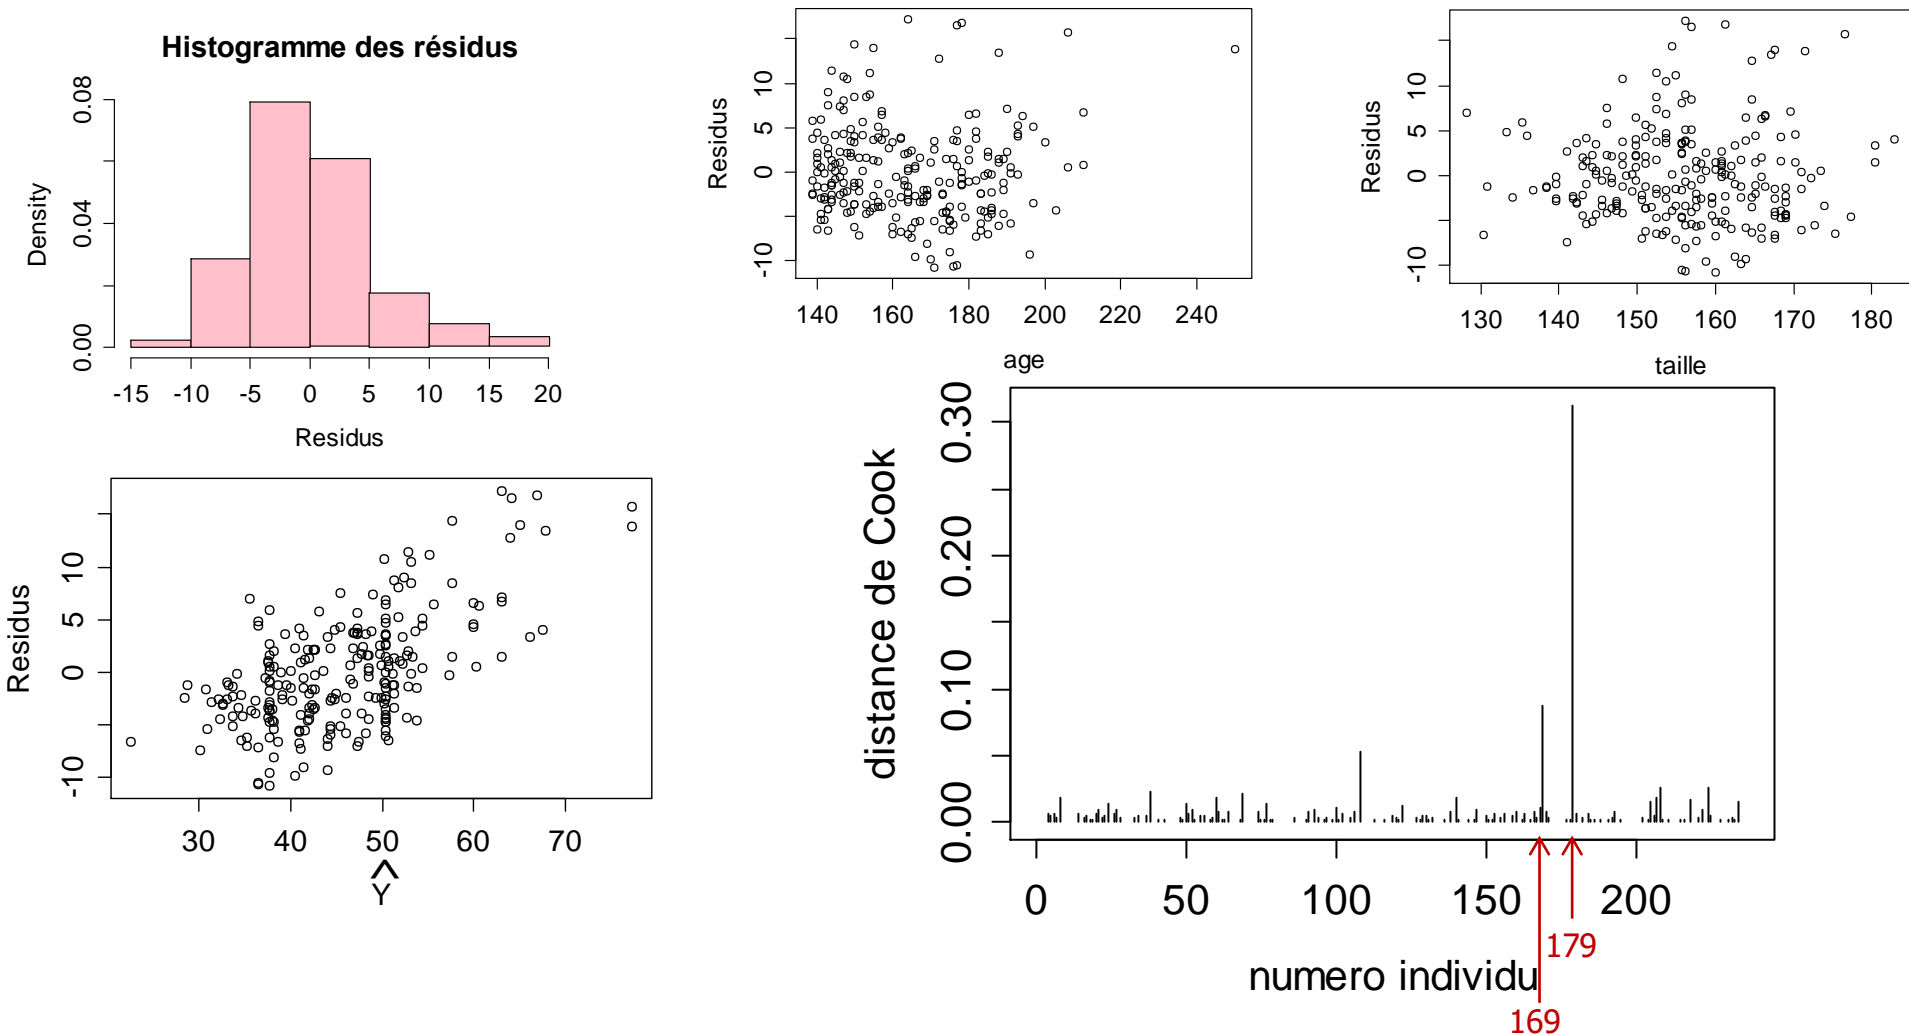 Histogramme des résidus
Density
0.00 0.04 0.08
-15 -10 -5 0 5 10 15 20
Residus
Residus
-10 0 5 10
140 160 180 200 220 240
age
Residus
-10 0 5 10
130 140 150 160 170 180
taille
Residus
-10 0 5 10
30 40 50 60 70
^
Y
distance de Cook
0.00 0.10 0.20 0.30
0 50 100 150 200
179
numero individu
169